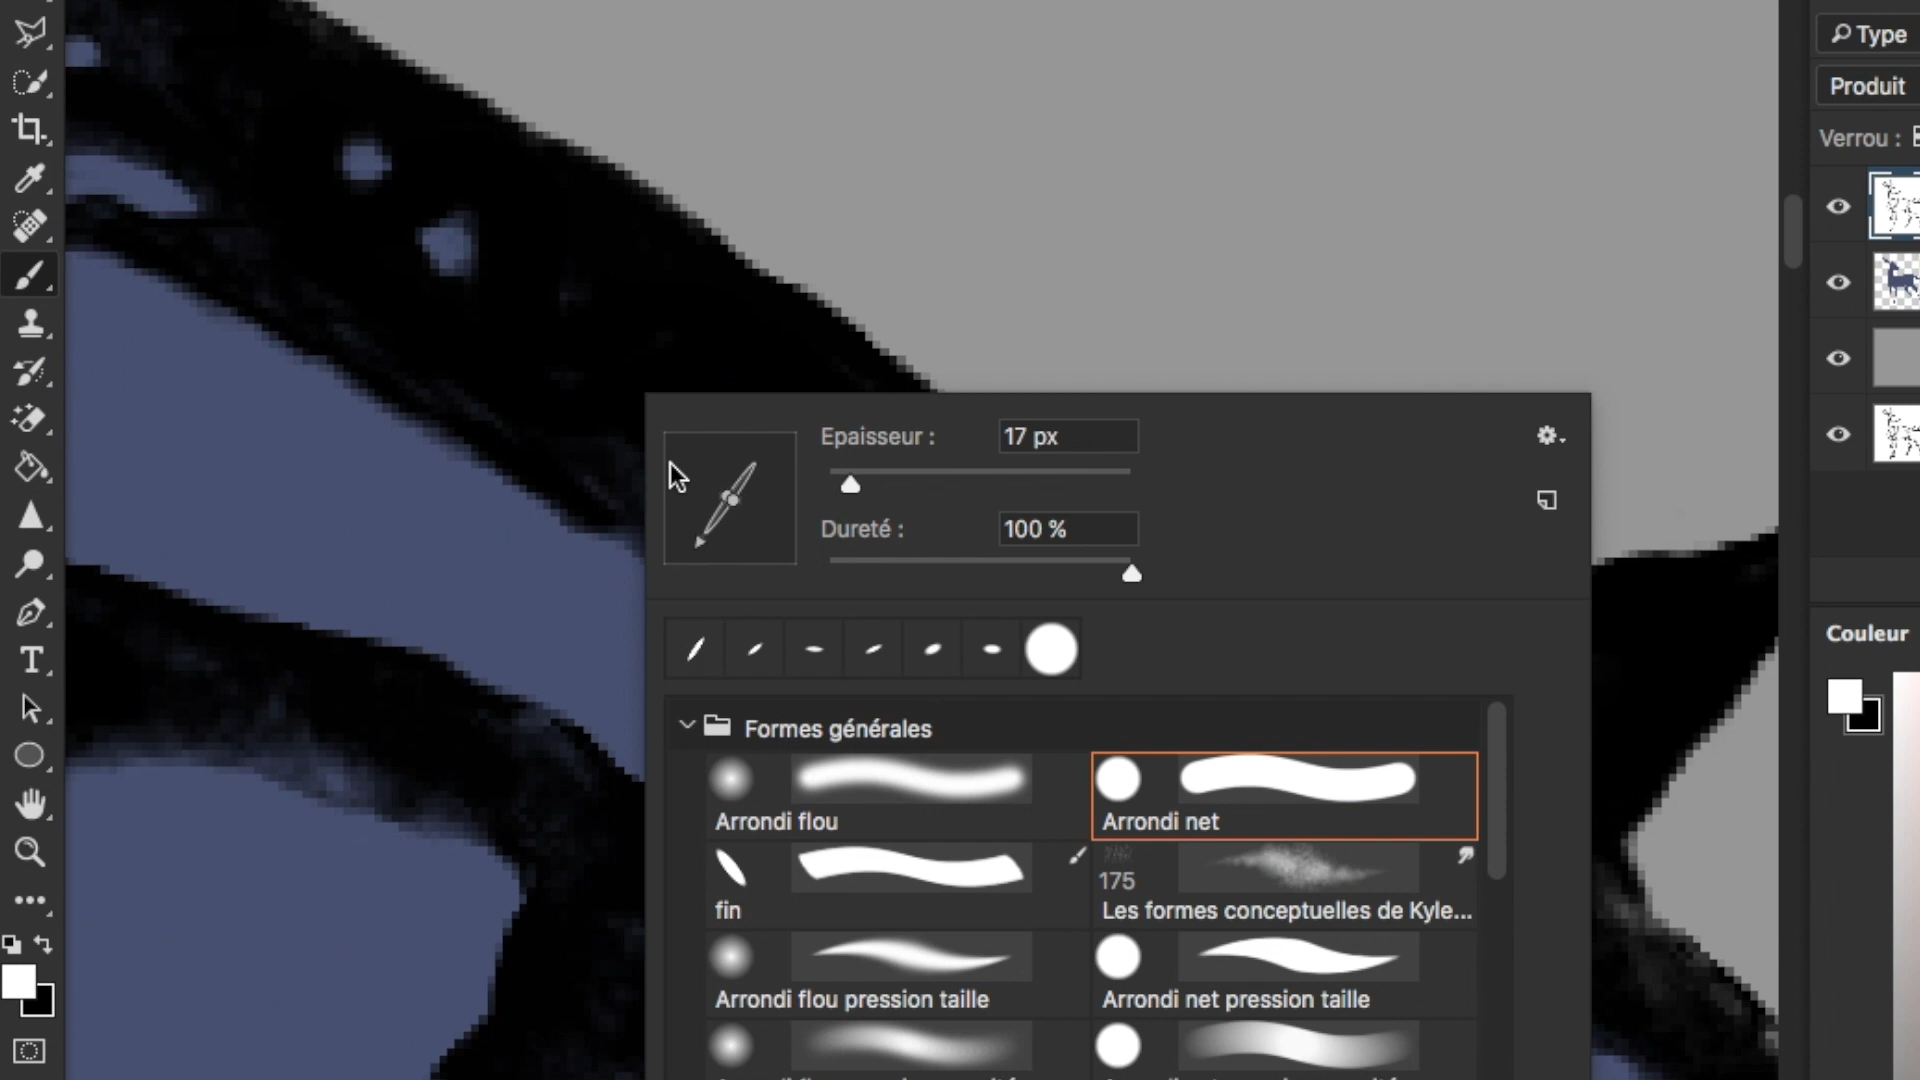 Type
Produit
Verrou :
Epaisseur :
17 px
Dureté :
100 %
Couleur
Formes générales
Arrondi flou
Arrondi net
175
fin
Les formes conceptuelles de Kyle...
Arrondi flou pression taille
Arrondi net pression taille